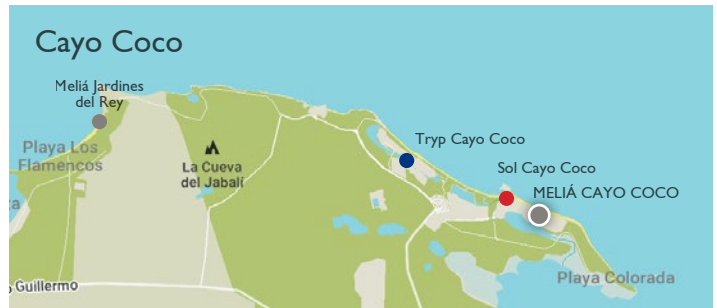 Cayo Coco
Meliá Jardines
del Rey
Playa Los
Flamencos
La Cueva
del Jabalí
Tryp Cayo Coco
Sol Cayo Coco
MELIÁ CAYO COCO
Playa Colorada
Guillermo